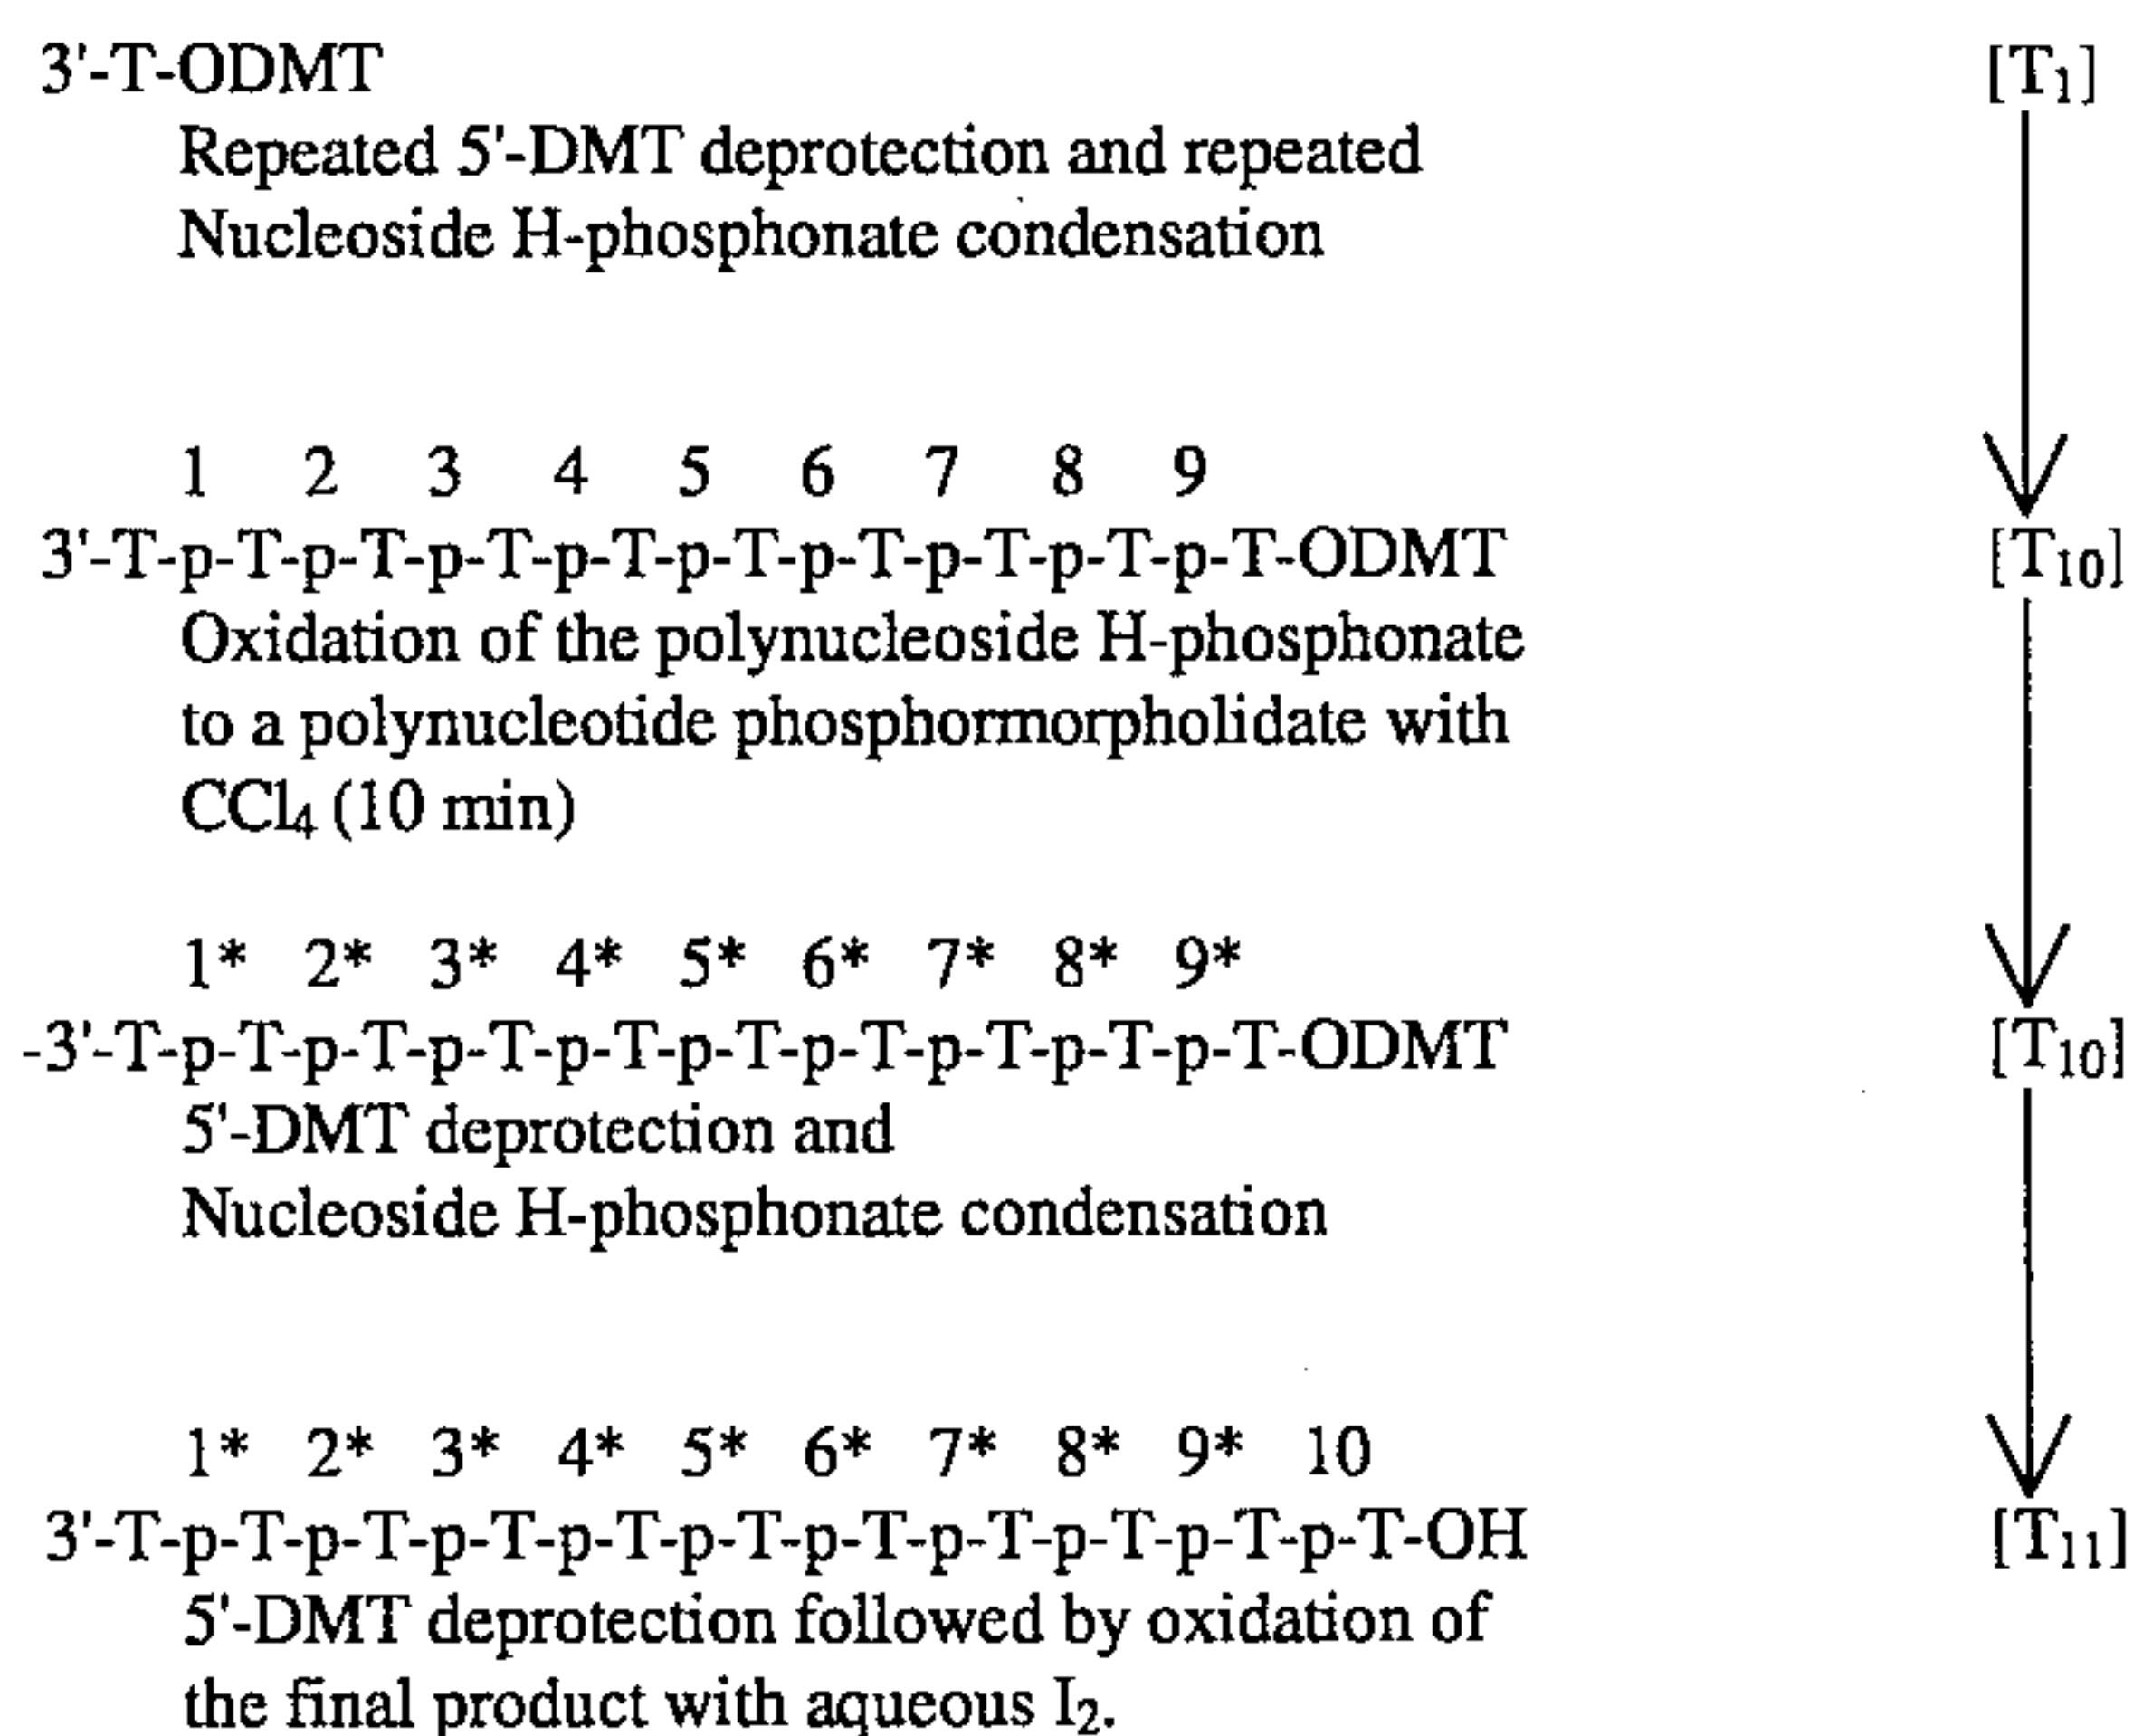 3'-T-ODMT [T1]
Repeated 5'-DMT deprotection and repeated
Nucleoside H-phosphonate condensation
1 2 3 4 5 6 7 8 9
3'-T-p-T-p-T-p-T-p-T-p-T-p-T-p-T-p-T-p-T-ODMT [T10]
Oxidation of the polynucleoside H-phosphonate
to a polynucleotide phosphormorpholidate with
CCl4 (10 min)
1* 2* 3* 4* 5* 6* 7* 8* 9*
-3'-T-p-T-p-T-p-T-p-T-p-T-p-T-p-T-p-T-p-T-ODMT [T10]
5'-DMT deprotection and
Nucleoside H-phosphonate condensation
1* 2* 3* 4* 5* 6* 7* 8* 9* 10
3'-T-p-T-p-T-p-T-p-T-p-T-p-T-p-T-p-T-p-T-p-T-OH [T11]
5'-DMT deprotection followed by oxidation of
the final product with aqueous I2.